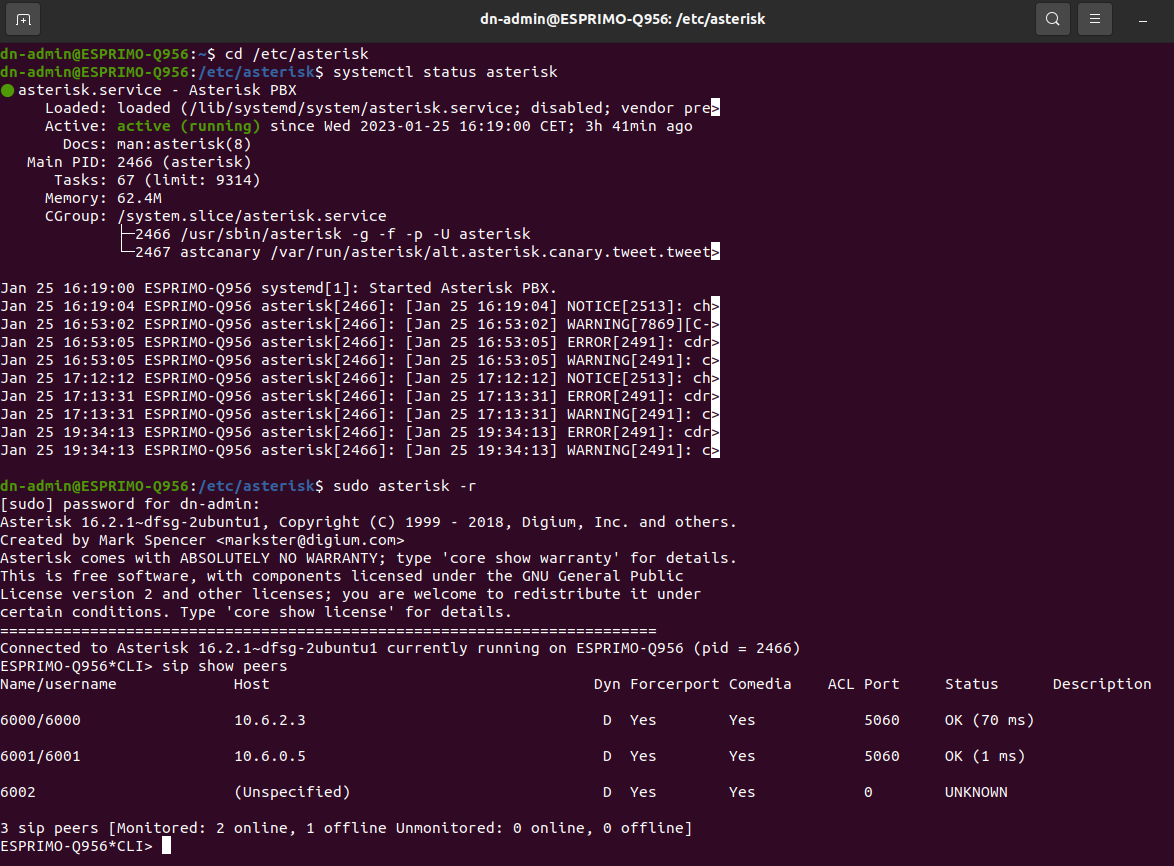 dn-admin@ESPRIMO-Q956: /etc/asterisk
dn-admin@ESPRIMO-Q956:~$ cd /etc/asterisk
dn-admin@ESPRIMO-Q956:/etc/asterisk$ systemctl status asterisk
● asterisk.service - Asterisk PBX
     Loaded: loaded (/lib/systemd/system/asterisk.service; disabled; vendor pre>
     Active: active (running) since Wed 2023-01-25 16:19:00 CET; 3h 41min ago
       Docs: man:asterisk(8)
   Main PID: 2466 (asterisk)
      Tasks: 67 (limit: 9314)
     Memory: 62.4M
     CGroup: /system.slice/asterisk.service
             ├─2466 /usr/sbin/asterisk -g -f -p -U asterisk
             └─2467 astcanary /var/run/asterisk/alt.asterisk.canary.tweet.tweet>
Jan 25 16:19:00 ESPRIMO-Q956 systemd[1]: Started Asterisk PBX.
Jan 25 16:19:04 ESPRIMO-Q956 asterisk[2466]: [Jan 25 16:19:04] NOTICE[2513]: ch>
Jan 25 16:53:02 ESPRIMO-Q956 asterisk[2466]: [Jan 25 16:53:02] WARNING[7869][C->
Jan 25 16:53:05 ESPRIMO-Q956 asterisk[2466]: [Jan 25 16:53:05] ERROR[2491]: cdr>
Jan 25 16:53:05 ESPRIMO-Q956 asterisk[2466]: [Jan 25 16:53:05] WARNING[2491]: c>
Jan 25 17:12:12 ESPRIMO-Q956 asterisk[2466]: [Jan 25 17:12:12] NOTICE[2513]: ch>
Jan 25 17:13:31 ESPRIMO-Q956 asterisk[2466]: [Jan 25 17:13:31] ERROR[2491]: cdr>
Jan 25 17:13:31 ESPRIMO-Q956 asterisk[2466]: [Jan 25 17:13:31] WARNING[2491]: c>
Jan 25 19:34:13 ESPRIMO-Q956 asterisk[2466]: [Jan 25 19:34:13] ERROR[2491]: cdr>
Jan 25 19:34:13 ESPRIMO-Q956 asterisk[2466]: [Jan 25 19:34:13] WARNING[2491]: c>
dn-admin@ESPRIMO-Q956:/etc/asterisk$ sudo asterisk -r
[sudo] password for dn-admin:
Asterisk 16.2.1~dfsg-2ubuntu1, Copyright (C) 1999 - 2018, Digium, Inc. and others.
Created by Mark Spencer <markster@digium.com>
Asterisk comes with ABSOLUTELY NO WARRANTY; type 'core show warranty' for details.
This is free software, with components licensed under the GNU General Public
License version 2 and other licenses; you are welcome to redistribute it under
certain conditions. Type 'core show license' for details.
=========================================================================
Connected to Asterisk 16.2.1~dfsg-2ubuntu1 currently running on ESPRIMO-Q956 (pid = 2466)
ESPRIMO-Q956*CLI> sip show peers
Name/username             Host                                    Dyn Forcerport Comedia    ACL Port     Status      Description
6000/6000                 10.6.2.3                                 D  Yes        Yes            5060     OK (70 ms)
6001/6001                 10.6.0.5                                 D  Yes        Yes            5060     OK (1 ms)
6002                      (Unspecified)                            D  Yes        Yes            0        UNKNOWN
3 sip peers [Monitored: 2 online, 1 offline Unmonitored: 0 online, 0 offline]
ESPRIMO-Q956*CLI>